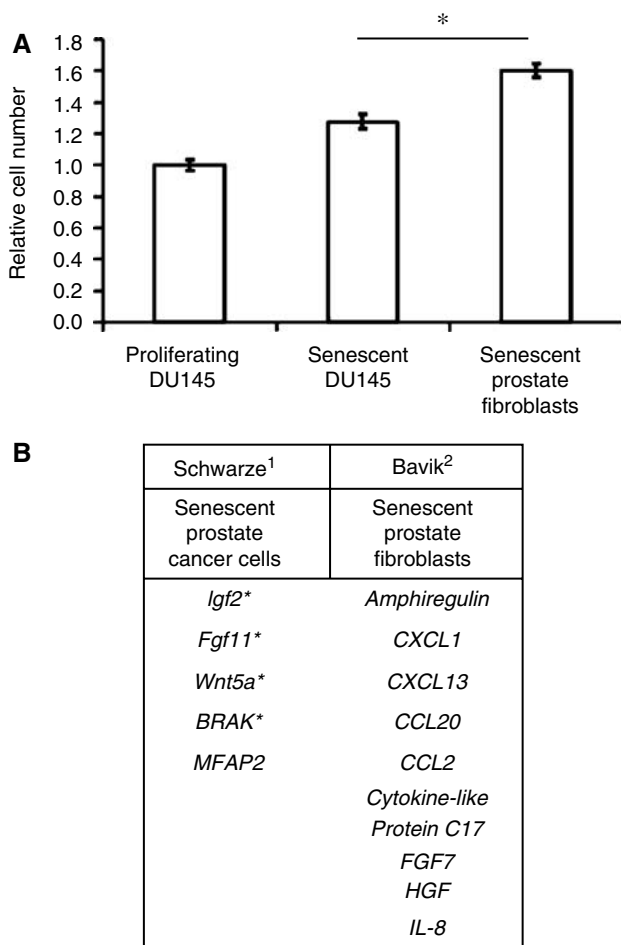 A
*
1.8
1.6
1.4
1.2
1.0
0.8
0.6
0.4
0.2
0.0
Relative cell number
Proliferating
DU145
Senescent
DU145
Senescent
prostate
fibroblasts
B
Schwarze1
Bavik2
Senescent
prostate
cancer cells
Senescent
prostate
fibroblasts
Igf2*
Amphiregulin
Fgf11*
CXCL1
Wnt5a*
CXCL13
BRAK*
CCL20
MFAP2
CCL2
Cytokine-like
Protein C17
FGF7
HGF
IL-8